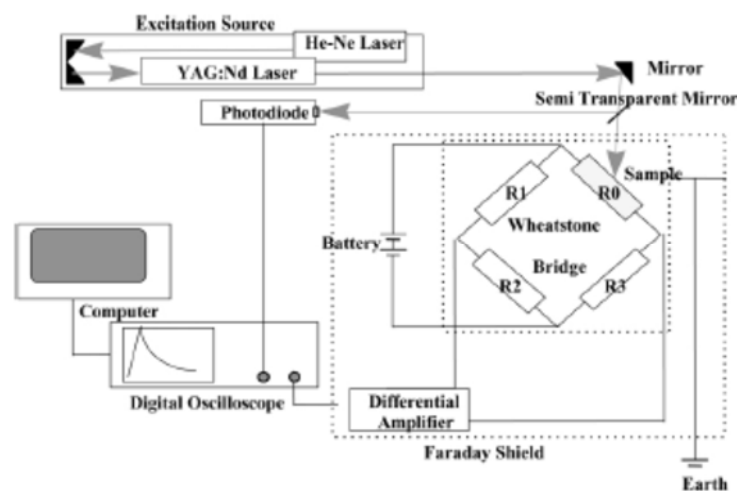 Excitation Source
He-Ne Laser
YAG:Nd Laser
Mirror
Semi Transparent Mirror
Photodiode
Sample
R1
R0
Wheatstone
Battery
Bridge
R2
R3
Computer
Digital Oscilloscope
Differential
Amplifier
Faraday Shield
Earth